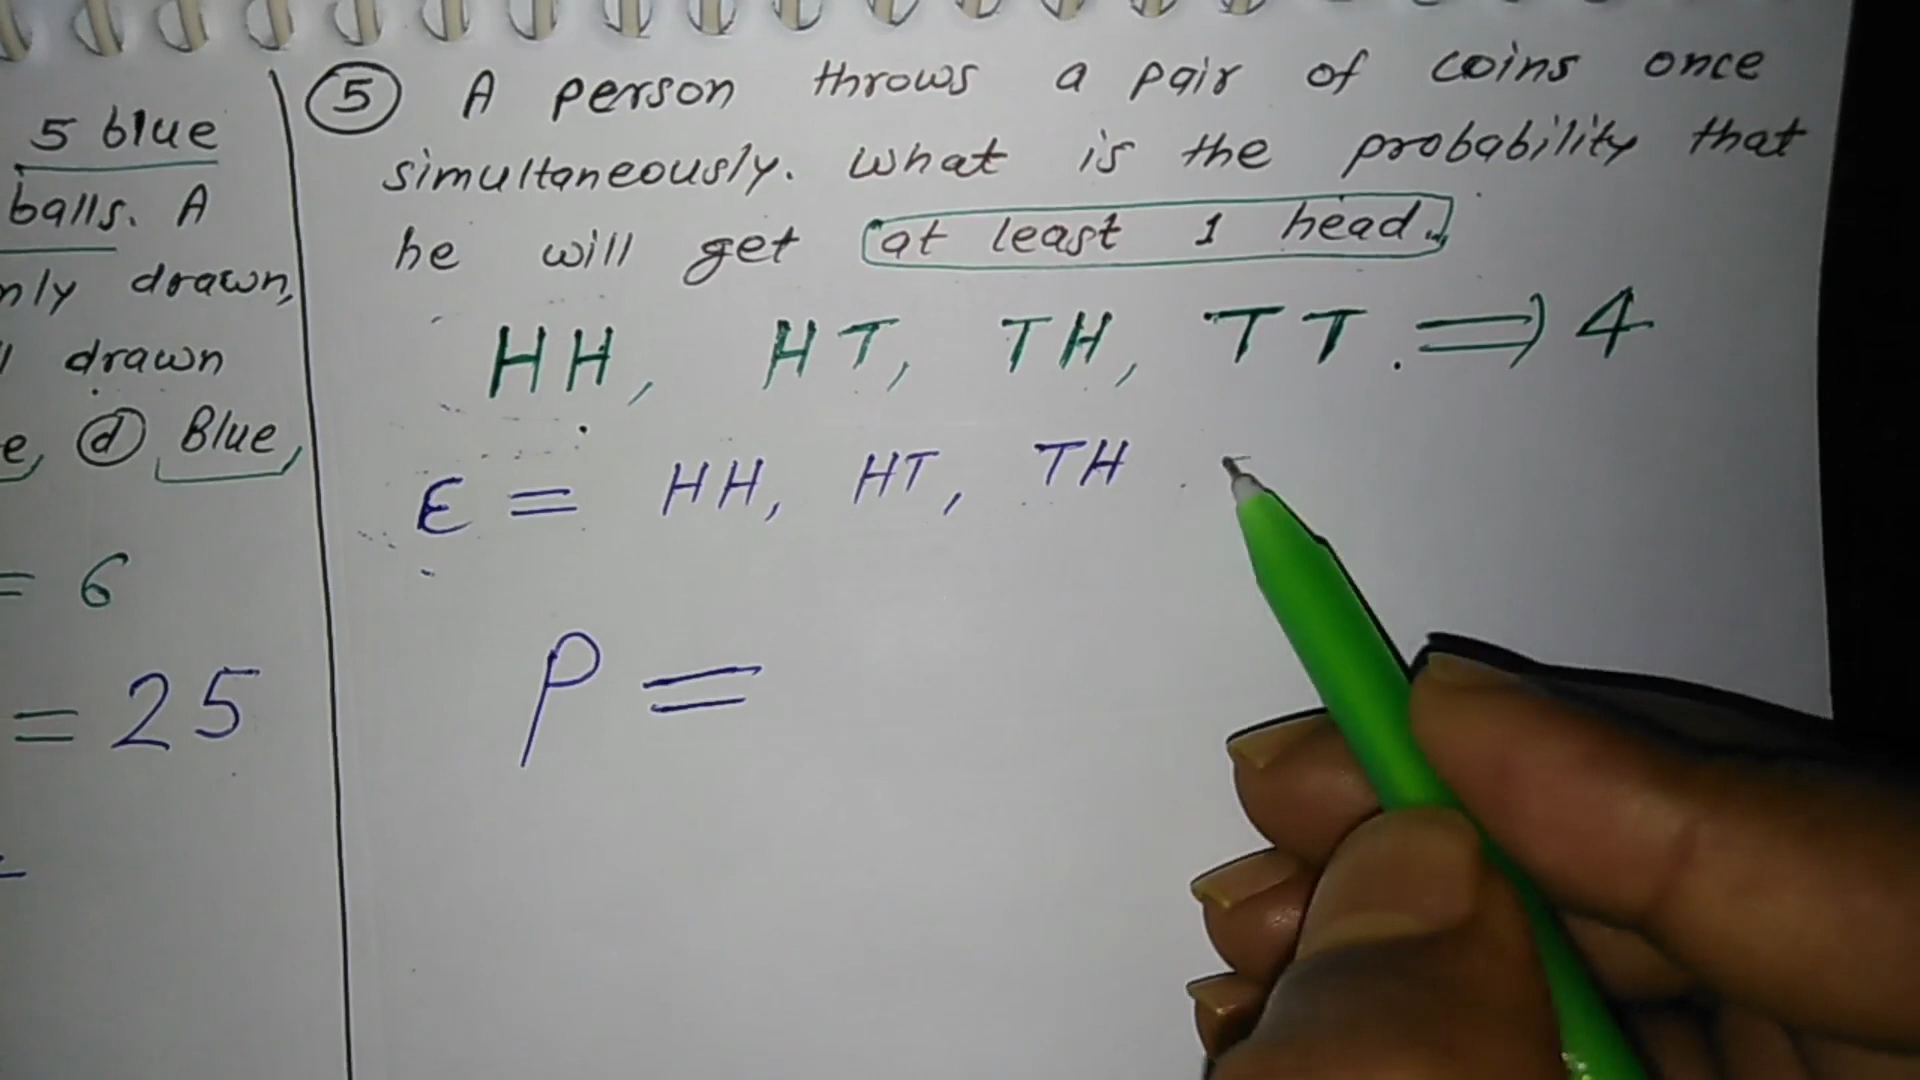 5 blue
balls. A
drawn,
drawn
ⓓ Blue,
= 6
= 25
⑤ A person throws a pair of coins once
simultaneously. What is the probability that
he will get at least 1 head.
HH, HT, TH, TT. ⟹ 4
E = HH, HT, TH
P =